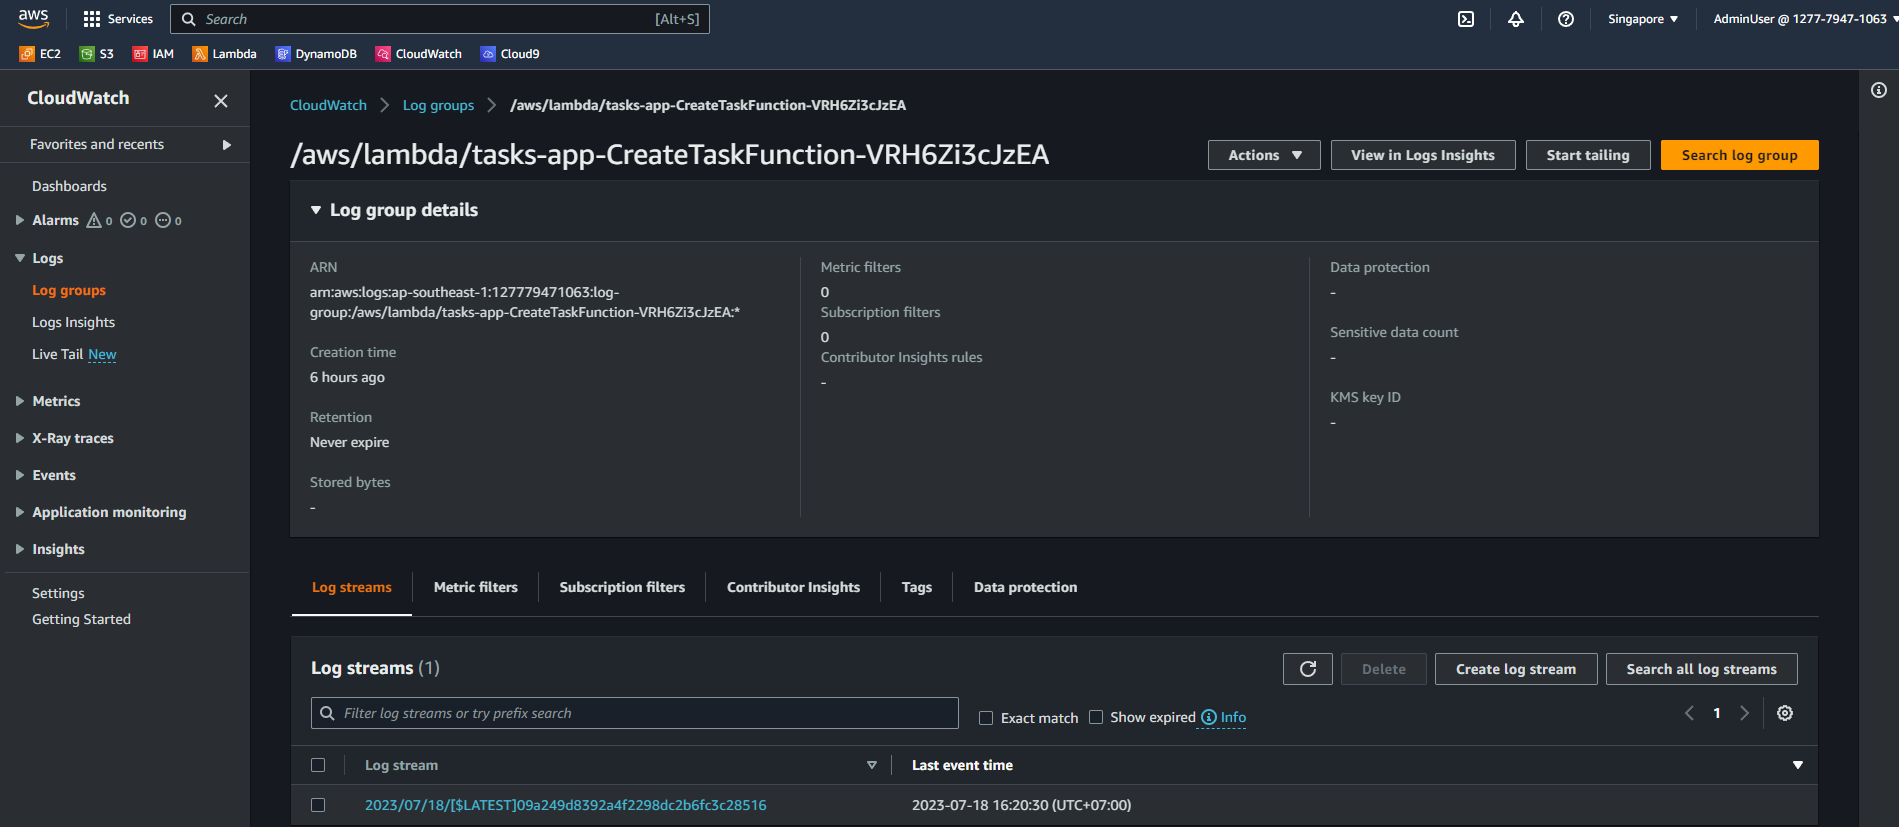 aws
Services
Search
[Alt+S]
Singapore
AdminUser @ 1277-7947-1063
EC2
S3
IAM
Lambda
DynamoDB
CloudWatch
Cloud9
CloudWatch
Favorites and recents
Dashboards
Alarms 0 0 0
Logs
Log groups
Logs Insights
Live Tail New
Metrics
X-Ray traces
Events
Application monitoring
Insights
Settings
Getting Started
CloudWatch
Log groups
/aws/lambda/tasks-app-CreateTaskFunction-VRH6Zi3cJzEA
/aws/lambda/tasks-app-CreateTaskFunction-VRH6Zi3cJzEA
Actions
View in Logs Insights
Start tailing
Search log group
Log group details
ARN
arn:aws:logs:ap-southeast-1:127779471063:log-
group:/aws/lambda/tasks-app-CreateTaskFunction-VRH6Zi3cJzEA:*
Creation time
6 hours ago
Retention
Never expire
Stored bytes
-
Metric filters
0
Subscription filters
0
Contributor Insights rules
-
Data protection
-
Sensitive data count
-
KMS key ID
-
Log streams
Metric filters
Subscription filters
Contributor Insights
Tags
Data protection
Log streams (1)
Delete
Create log stream
Search all log streams
Filter log streams or try prefix search
Exact match
Show expired
Info
1
Log stream
Last event time
2023/07/18/[$LATEST]09a249d8392a4f2298dc2b6fc3c28516
2023-07-18 16:20:30 (UTC+07:00)